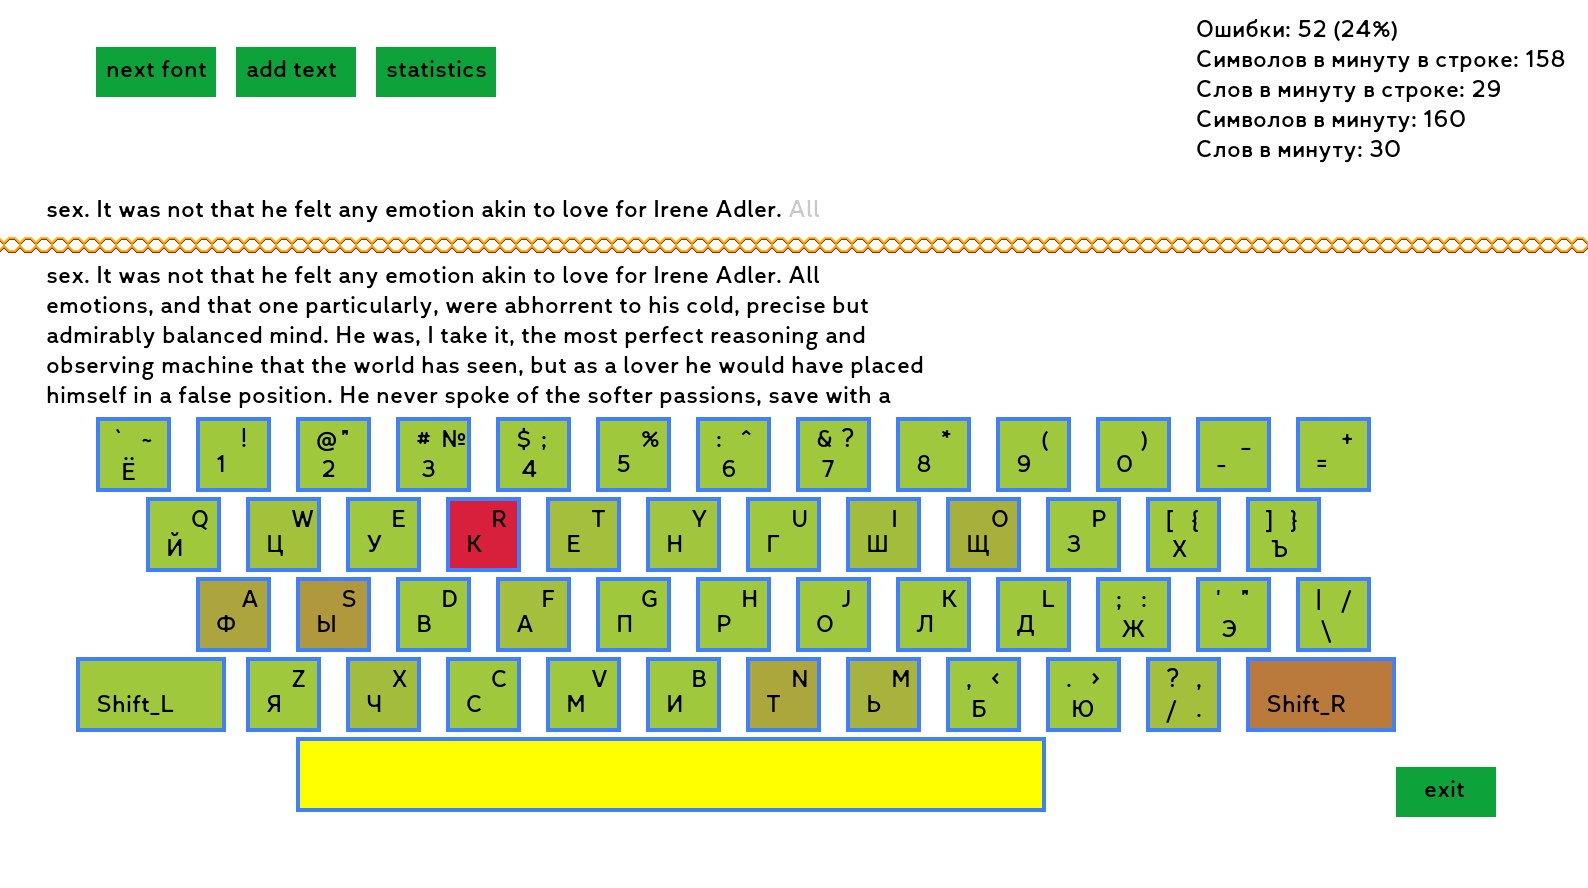 next font add text statistics
Ошибки: 52 (24%)
Символов в минуту в строке: 158
Слов в минуту в строке: 29
Символов в минуту: 160
Слов в минуту: 30
sex. It was not that he felt any emotion akin to love for Irene Adler. All
sex. It was not that he felt any emotion akin to love for Irene Adler. All
emotions, and that one particularly, were abhorrent to his cold, precise but
admirably balanced mind. He was, I take it, the most perfect reasoning and
observing machine that the world has seen, but as a lover he would have placed
himself in a false position. He never spoke of the softer passions, save with a
` ~ ! @ " # № $ ; % : ^ & ? * ( ) _ +
Ё 1 2 3 4 5 6 7 8 9 0 - =
Q W E R T Y U I O P [ { ] }
Й Ц У К Е Н Г Ш Щ З Х Ъ
A S D F G H J K L ; : ' " | /
Ф Ы В А П Р О Л Д Ж Э \
Z X C V B N M , < . > ? ,
Shift_L Я Ч С М И Т Ь Б Ю / . Shift_R
exit